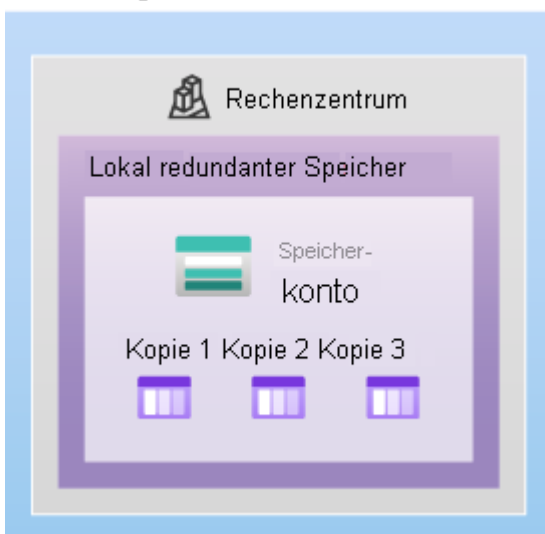 Rechenzentrum
Lokal redundanter Speicher
Speicher-
konto
Kopie 1 Kopie 2 Kopie 3